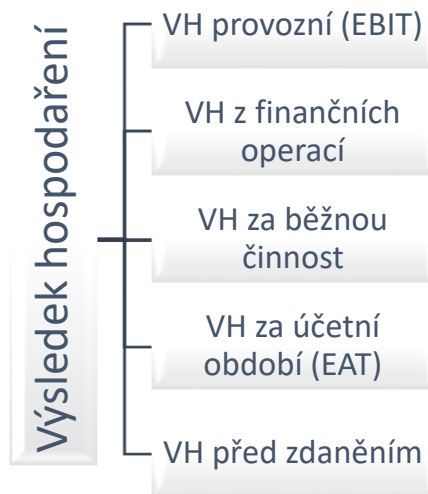 Výsledek hospodaření
VH provozní (EBIT)
VH z finančních
operací
VH za běžnou
činnost
VH za účetní
období (EAT)
VH před zdaněním